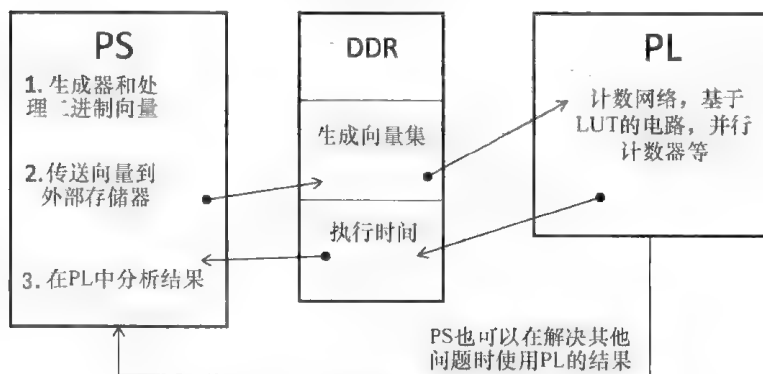 PS
1. 生成器和处
理二进制向量
2.传送向量到
外部存储器
3. 在PL中分析结果
DDR
生成向量集
执行时间
PL
计数网络，基于
LUT的电路，并行
计数器等
PS也可以在解决其他
问题时使用PL的结果